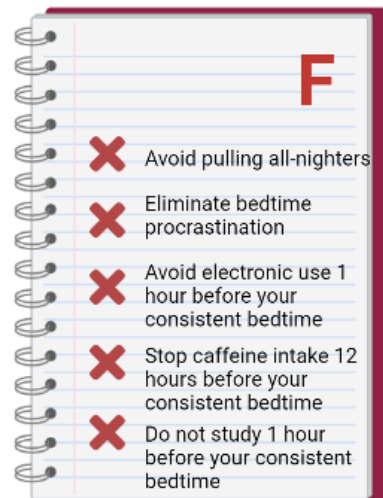 F
Avoid pulling all-nighters
Eliminate bedtime
procrastination
Avoid electronic use 1
hour before your
consistent bedtime
Stop caffeine intake 12
hours before your
consistent bedtime
Do not study 1 hour
before your consistent
bedtime